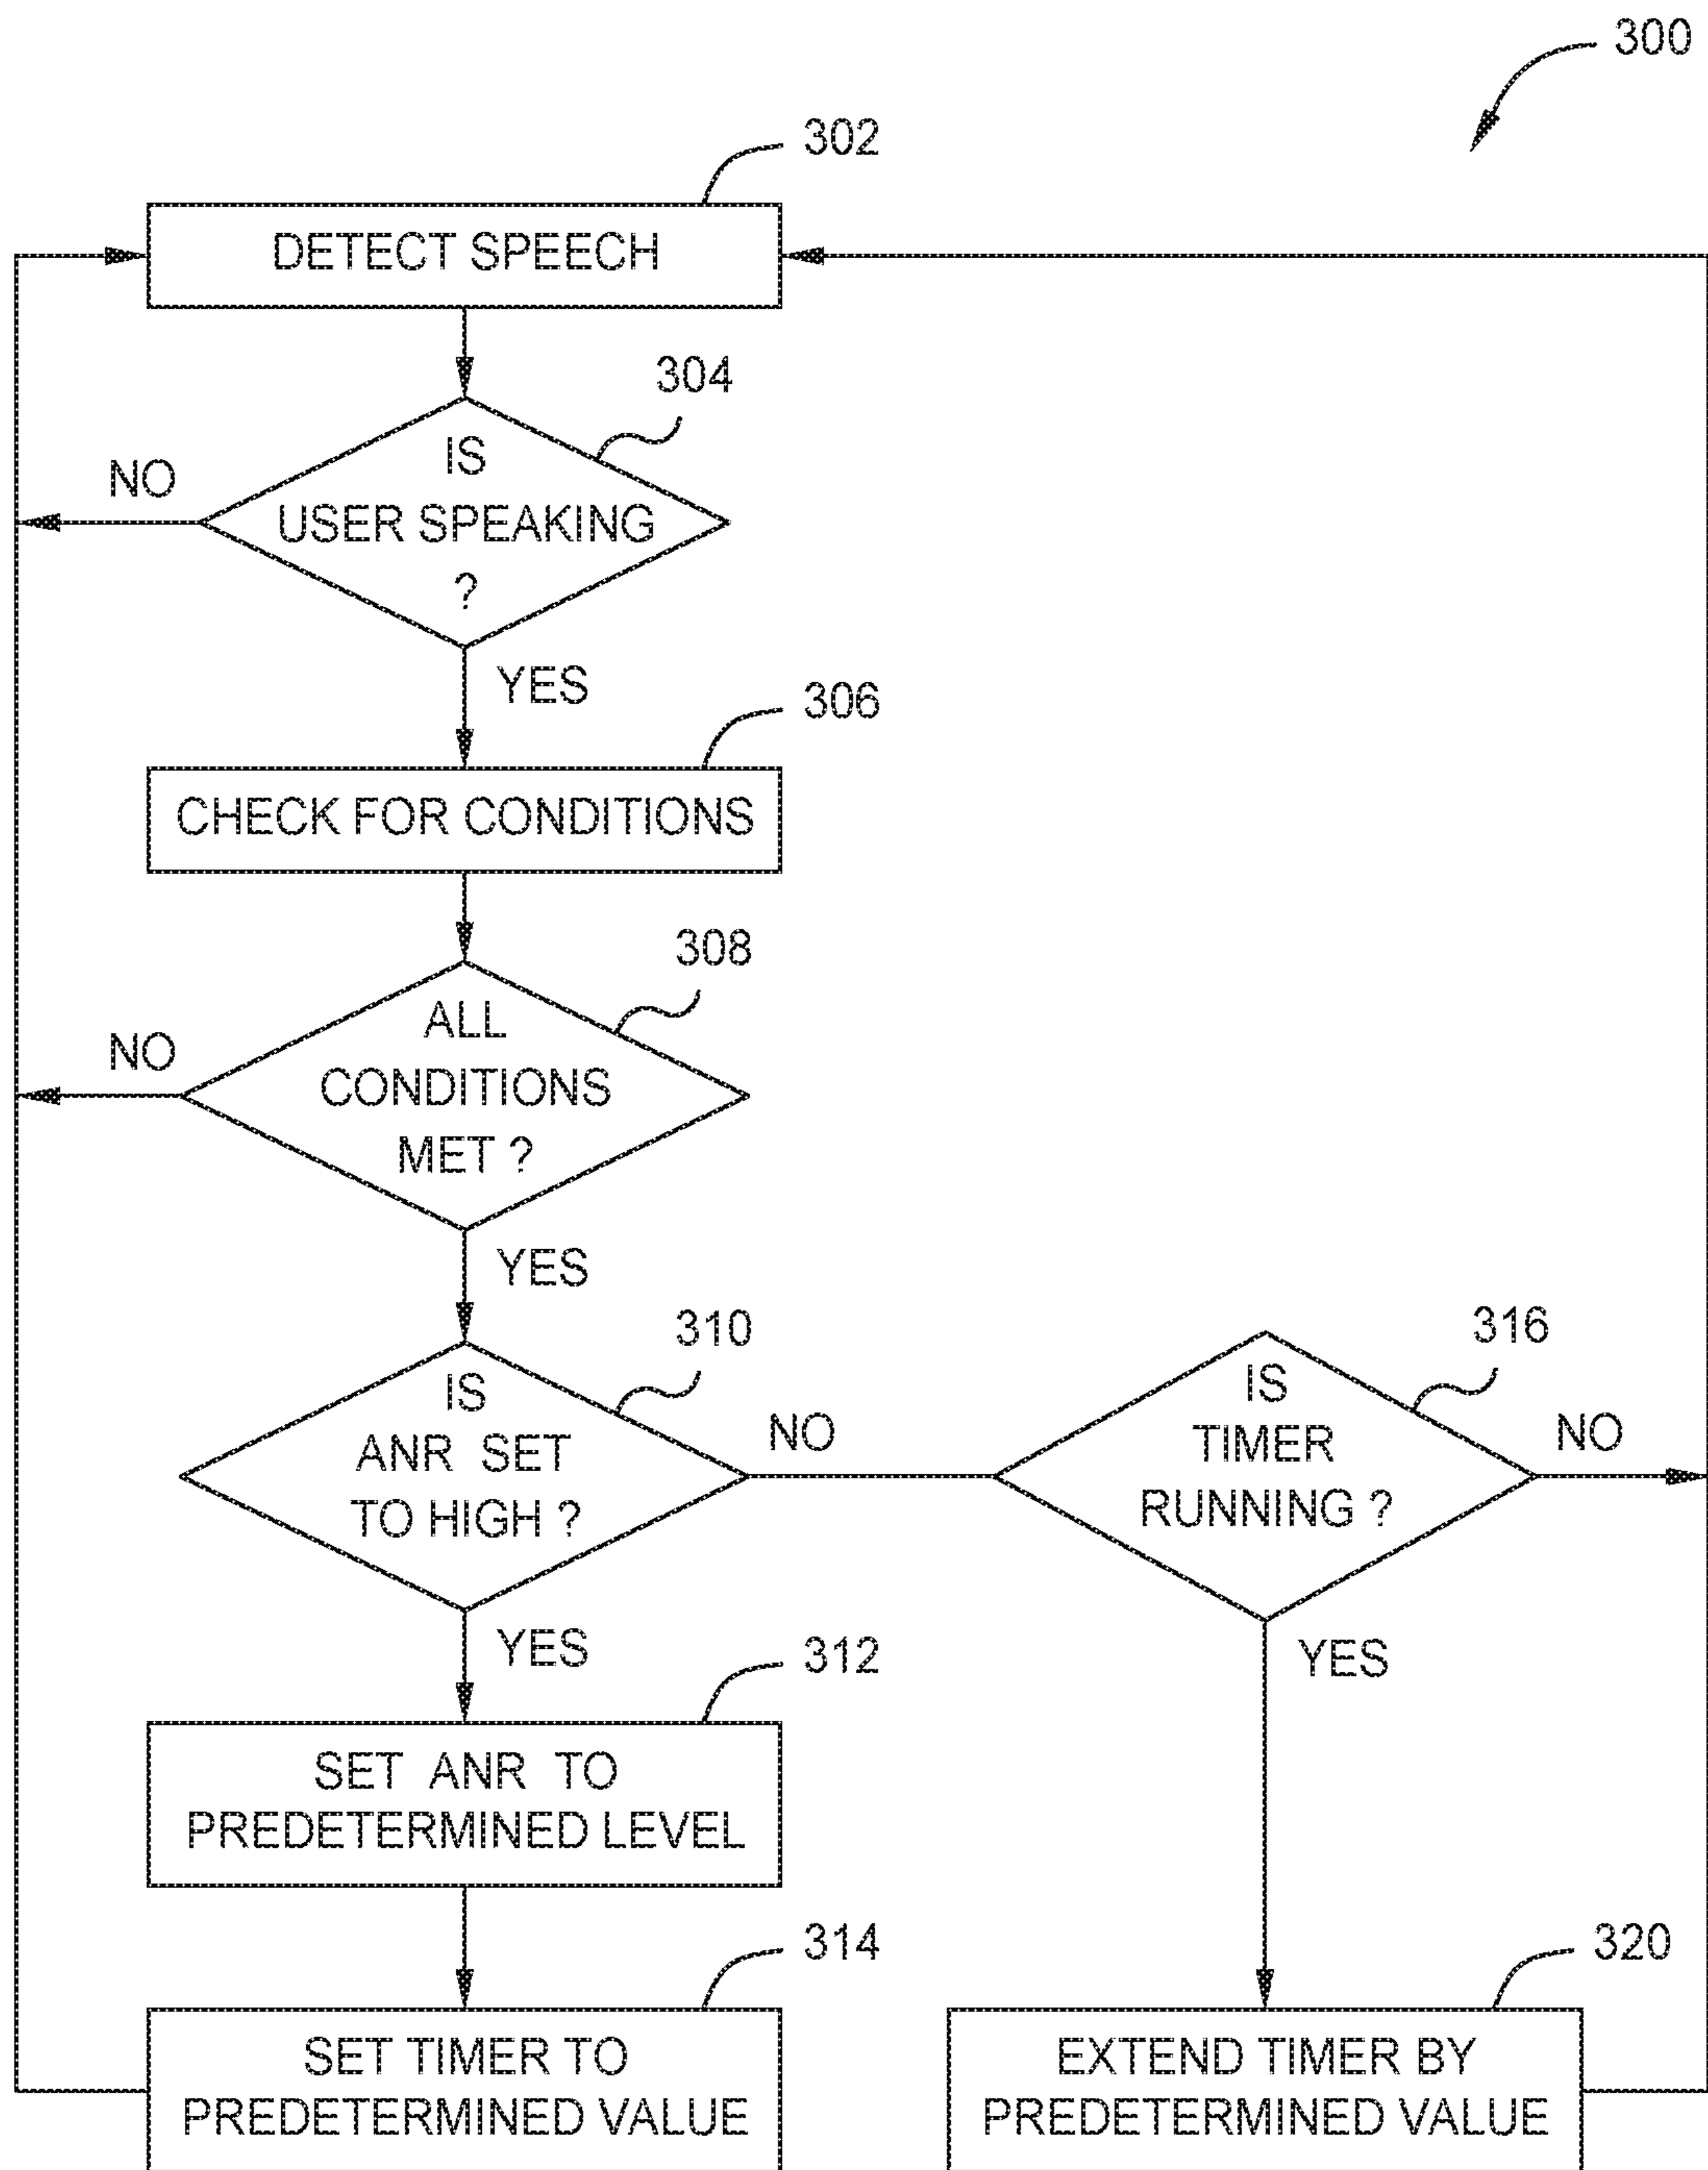 300
302
DETECT SPEECH
304
IS
USER SPEAKING
?
NO
YES
306
CHECK FOR CONDITIONS
308
ALL
CONDITIONS
MET ?
NO
YES
310
IS
ANR SET
TO HIGH ?
NO
316
IS
TIMER
RUNNING ?
NO
YES
YES
312
SET ANR TO
PREDETERMINED LEVEL
314
SET TIMER TO
PREDETERMINED VALUE
320
EXTEND TIMER BY
PREDETERMINED VALUE